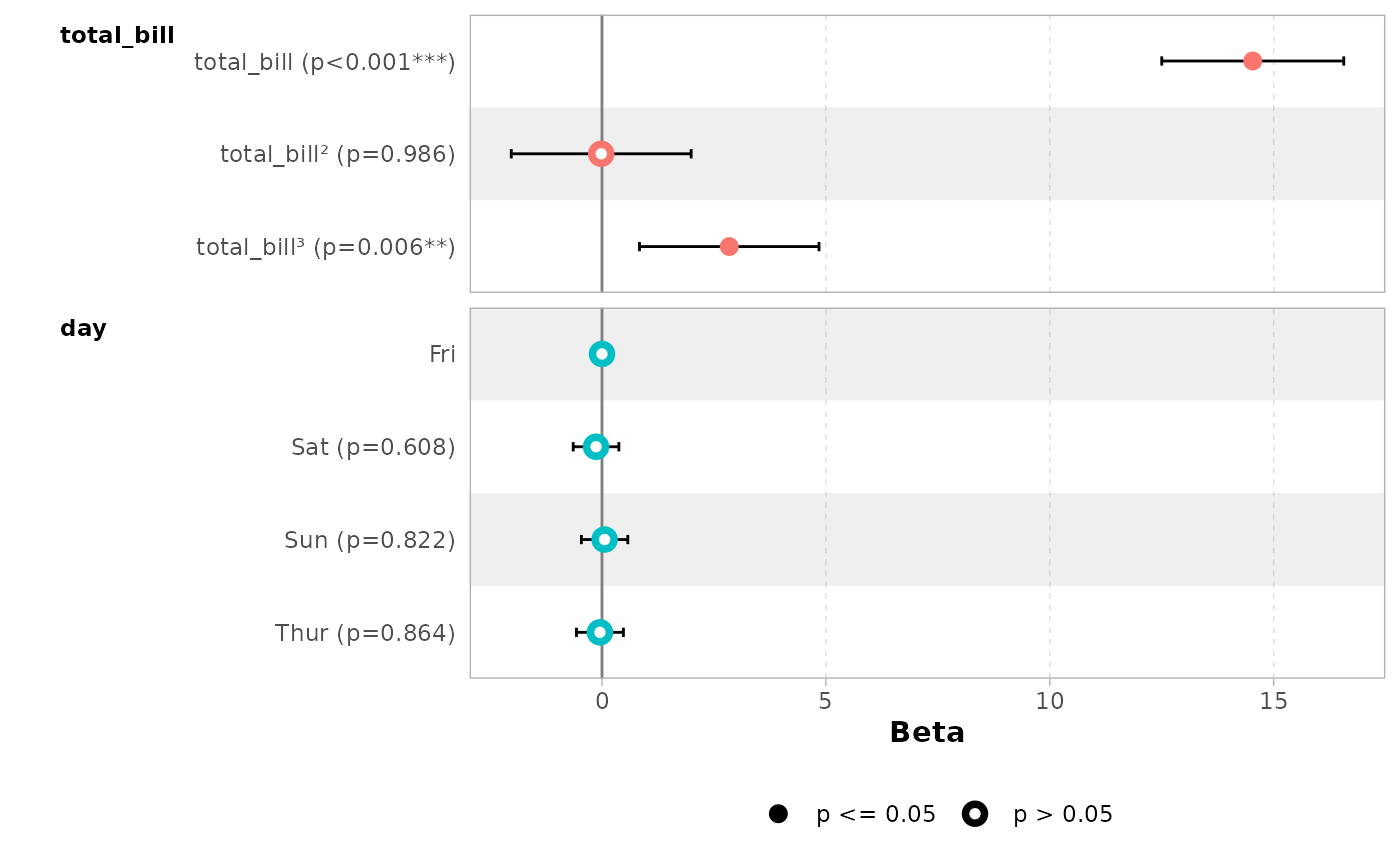 total_bill
total_bill (p<0.001***)
total_bill² (p=0.986)
total_bill³ (p=0.006**)
day
Fri
Sat (p=0.608)
Sun (p=0.822)
Thur (p=0.864)
0 5 10 15
Beta
p <= 0.05 p > 0.05